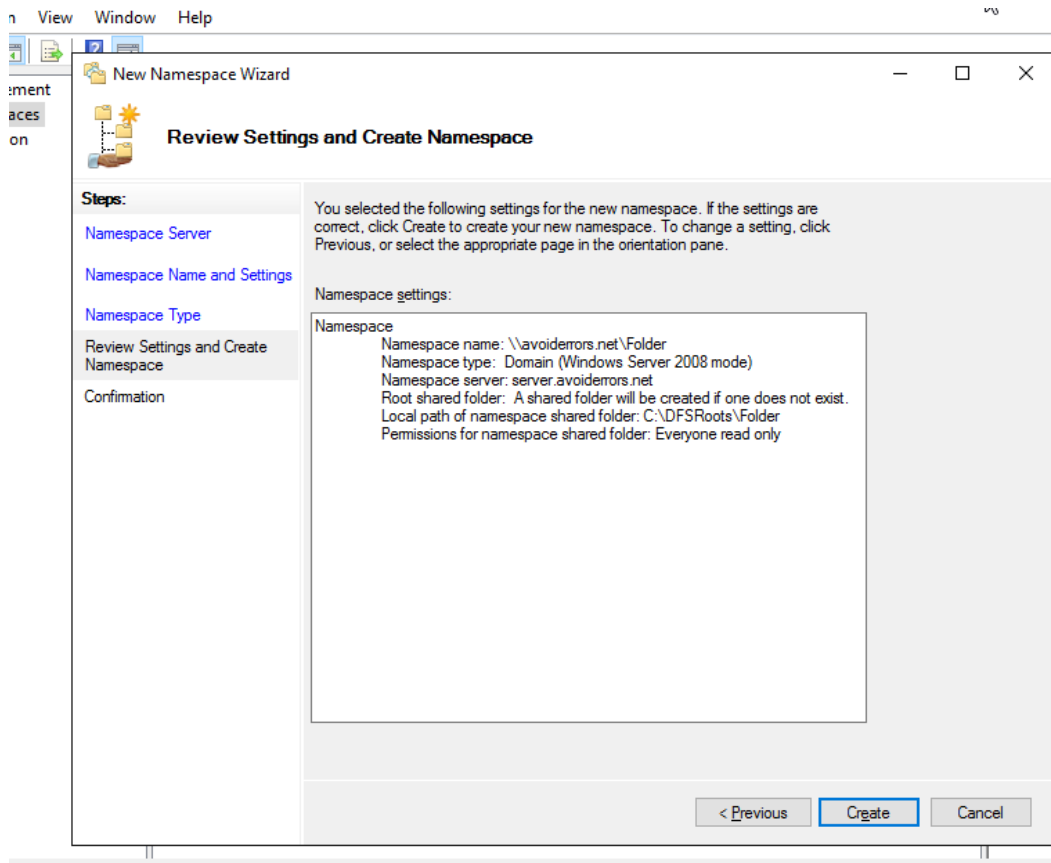 View Window Help
New Namespace Wizard
ement
aces
on
Review Settings and Create Namespace
Steps:
Namespace Server
Namespace Name and Settings
Namespace Type
Review Settings and Create
Namespace
Confirmation
You selected the following settings for the new namespace. If the settings are
correct, click Create to create your new namespace. To change a setting, click
Previous, or select the appropriate page in the orientation pane.
Namespace settings:
Namespace
Namespace name: \\avoiderrors.net\Folder
Namespace type: Domain (Windows Server 2008 mode)
Namespace server: server.avoiderrors.net
Root shared folder: A shared folder will be created if one does not exist.
Local path of namespace shared folder: C:\DFSRoots\Folder
Permissions for namespace shared folder: Everyone read only
< Previous Create Cancel